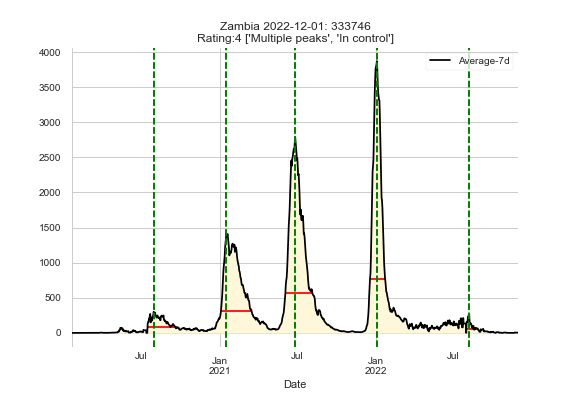 Zambia 2022-12-01: 333746
Rating:4 ['Multiple peaks', 'In control']
Average-7d
4000
3500
3000
2500
2000
1500
1000
500
0
Jul
Jan
2021
Jul
Jan
2022
Jul
Date